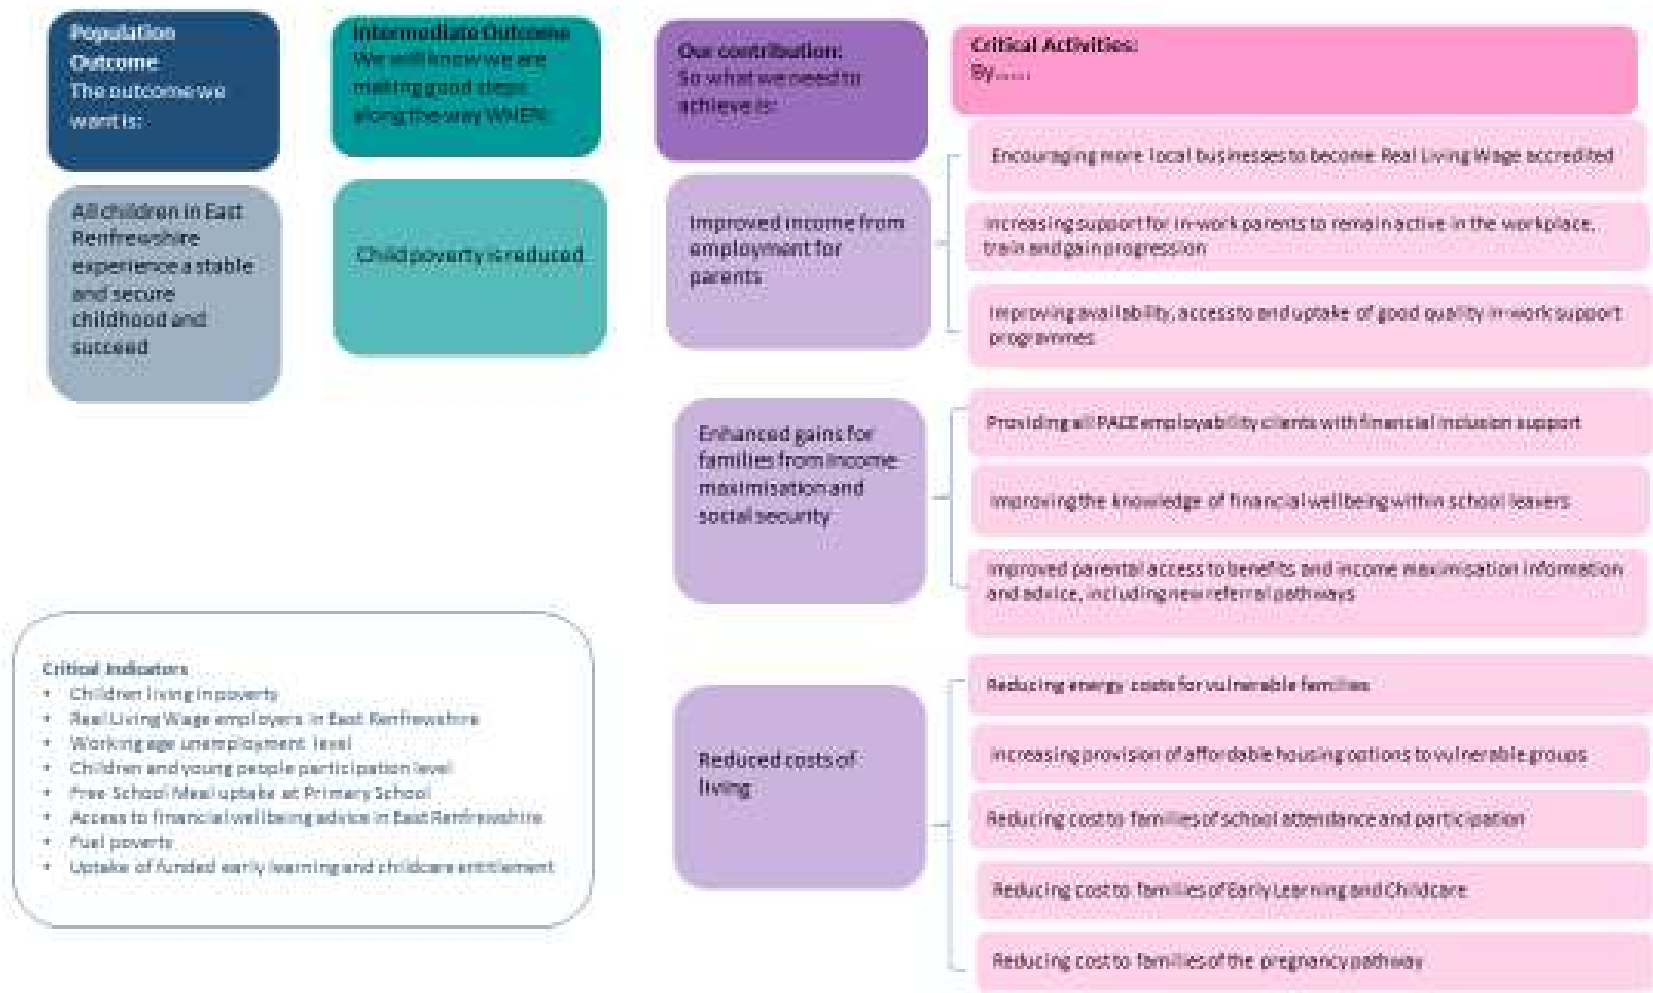 Population
Outcome
The outcome we
want is:
Intermediate Outcome
We will know we are
making good steps
along the way WHEN:
Our contribution:
So what we need to
achieve is:
Critical Activities:
By......
All children in East
Renfrewshire
experience a stable
and secure
childhood and
succeed
Child poverty is reduced
Improved income from
employment for
parents
Encouraging more local businesses to become Real Living Wage accredited
Increasing support for in-work parents to remain active in the workplace,
train and gain progression
Improving availability, access to and uptake of good quality in-work support
programmes
Enhanced gains for
families from income
maximisation and
social security
Providing all PACE employability clients with financial inclusion support
Improving the knowledge of financial wellbeing within school leavers
Improved parental access to benefits and income maximisation information
and advice, including new referral pathways
Reduced costs of
living
Reducing energy costs for vulnerable families
Increasing provision of affordable housing options to vulnerable groups
Reducing cost to families of school attendance and participation
Reducing cost to families of Early Learning and Childcare
Reducing cost to families of the pregnancy pathway
Critical Indicators
• Children living in poverty
• Real Living Wage employers in East Renfrewshire
• Working age unemployment level
• Children and young people participation level
• Free School Meal uptake at Primary School
• Access to financial wellbeing advice in East Renfrewshire
• Fuel poverty
• Uptake of funded early learning and childcare entitlement